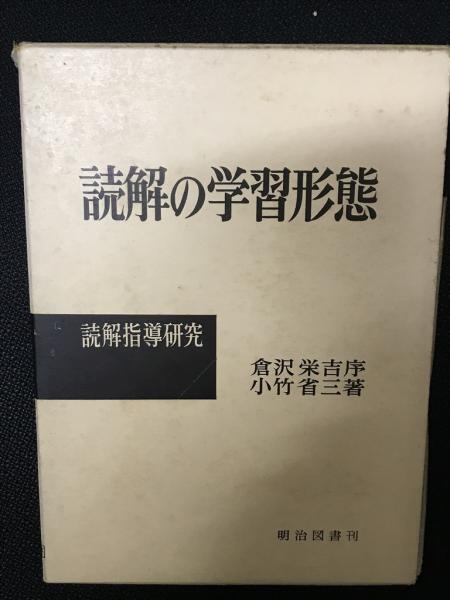 読解の学習形態
読解指導研究
倉沢栄吉序
小竹省三著
明治図書刊